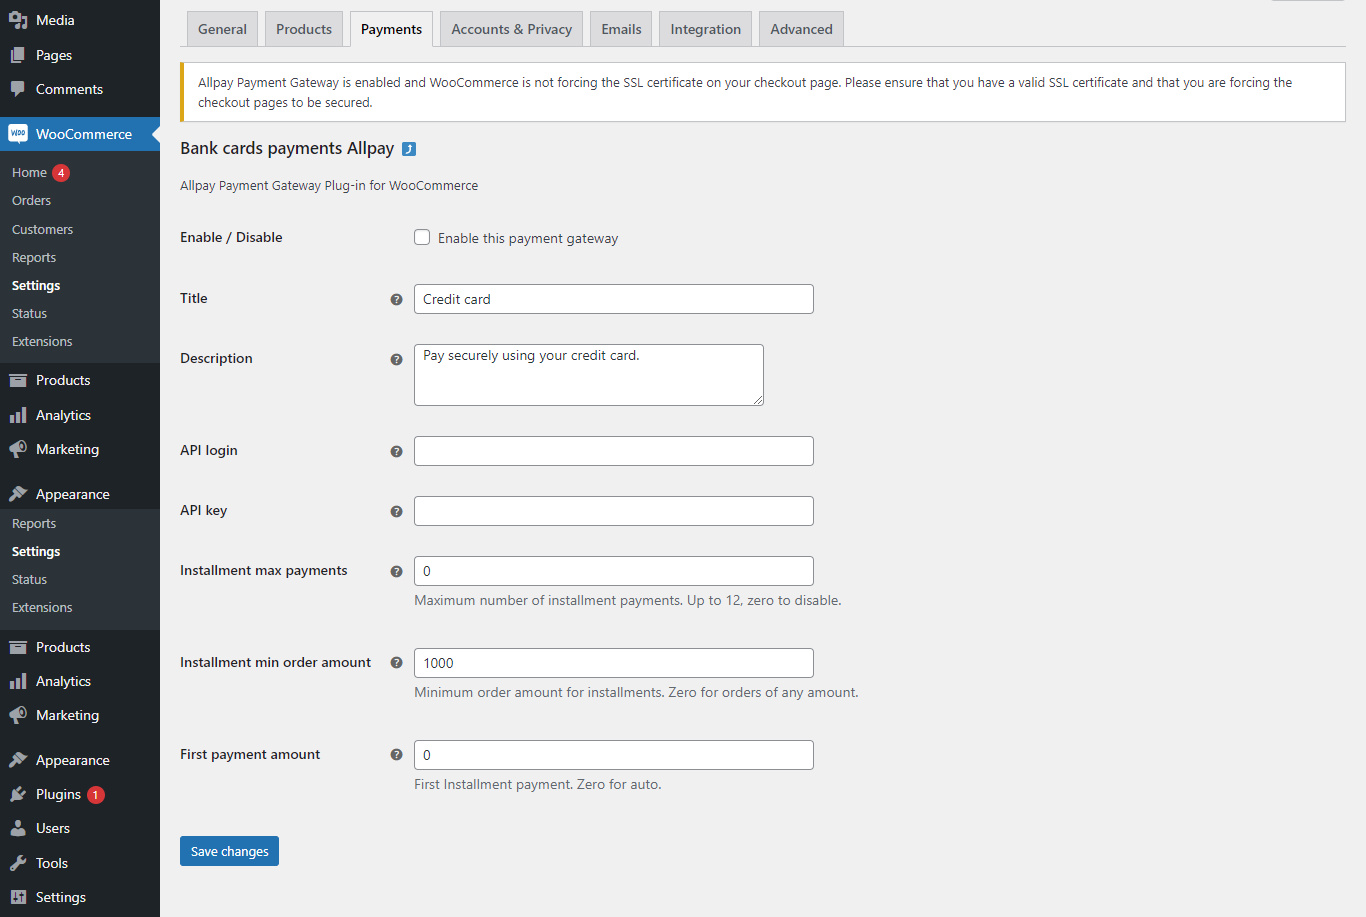 Media
Pages
Comments
WooCommerce
Home 4
Orders
Customers
Reports
Settings
Status
Extensions
Products
Analytics
Marketing
Appearance
Reports
Settings
Status
Extensions
Products
Analytics
Marketing
Appearance
Plugins 1
Users
Tools
Settings
General Products Payments Accounts & Privacy Emails Integration Advanced
Allpay Payment Gateway is enabled and WooCommerce is not forcing the SSL certificate on your checkout page. Please ensure that you have a valid SSL certificate and that you are forcing the
checkout pages to be secured.
Bank cards payments Allpay
Allpay Payment Gateway Plug-in for WooCommerce
Enable / Disable Enable this payment gateway
Title ? Credit card
Description ? Pay securely using your credit card.
API login ?
API key ?
Installment max payments ? 0
Maximum number of installment payments. Up to 12, zero to disable.
Installment min order amount ? 1000
Minimum order amount for installments. Zero for orders of any amount.
First payment amount ? 0
First Installment payment. Zero for auto.
Save changes